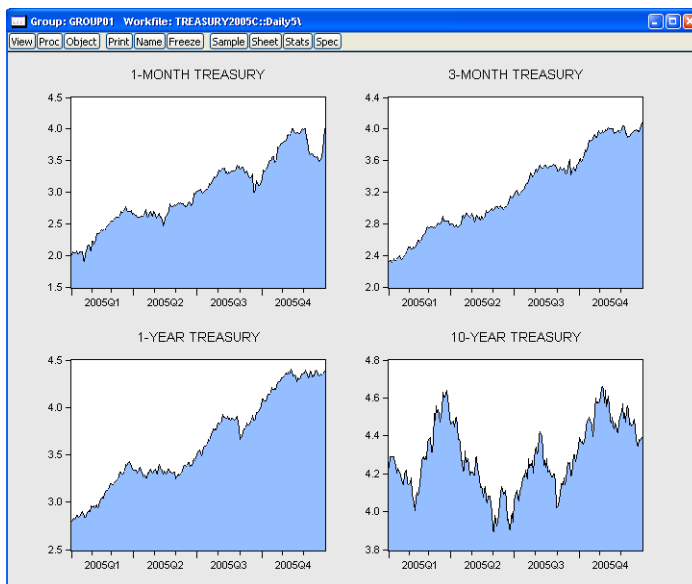 Group: GROUP01   Workfile: TREASURY2005C::Daily5\
View Proc Object Print Name Freeze Sample Sheet Stats Spec
1-MONTH TREASURY
4.5
4.0
3.5
3.0
2.5
2.0
1.5
2005Q1 2005Q2 2005Q3 2005Q4
3-MONTH TREASURY
4.4
4.0
3.6
3.2
2.8
2.4
2.0
2005Q1 2005Q2 2005Q3 2005Q4
1-YEAR TREASURY
4.5
4.0
3.5
3.0
2.5
2005Q1 2005Q2 2005Q3 2005Q4
10-YEAR TREASURY
4.8
4.6
4.4
4.2
4.0
3.8
2005Q1 2005Q2 2005Q3 2005Q4